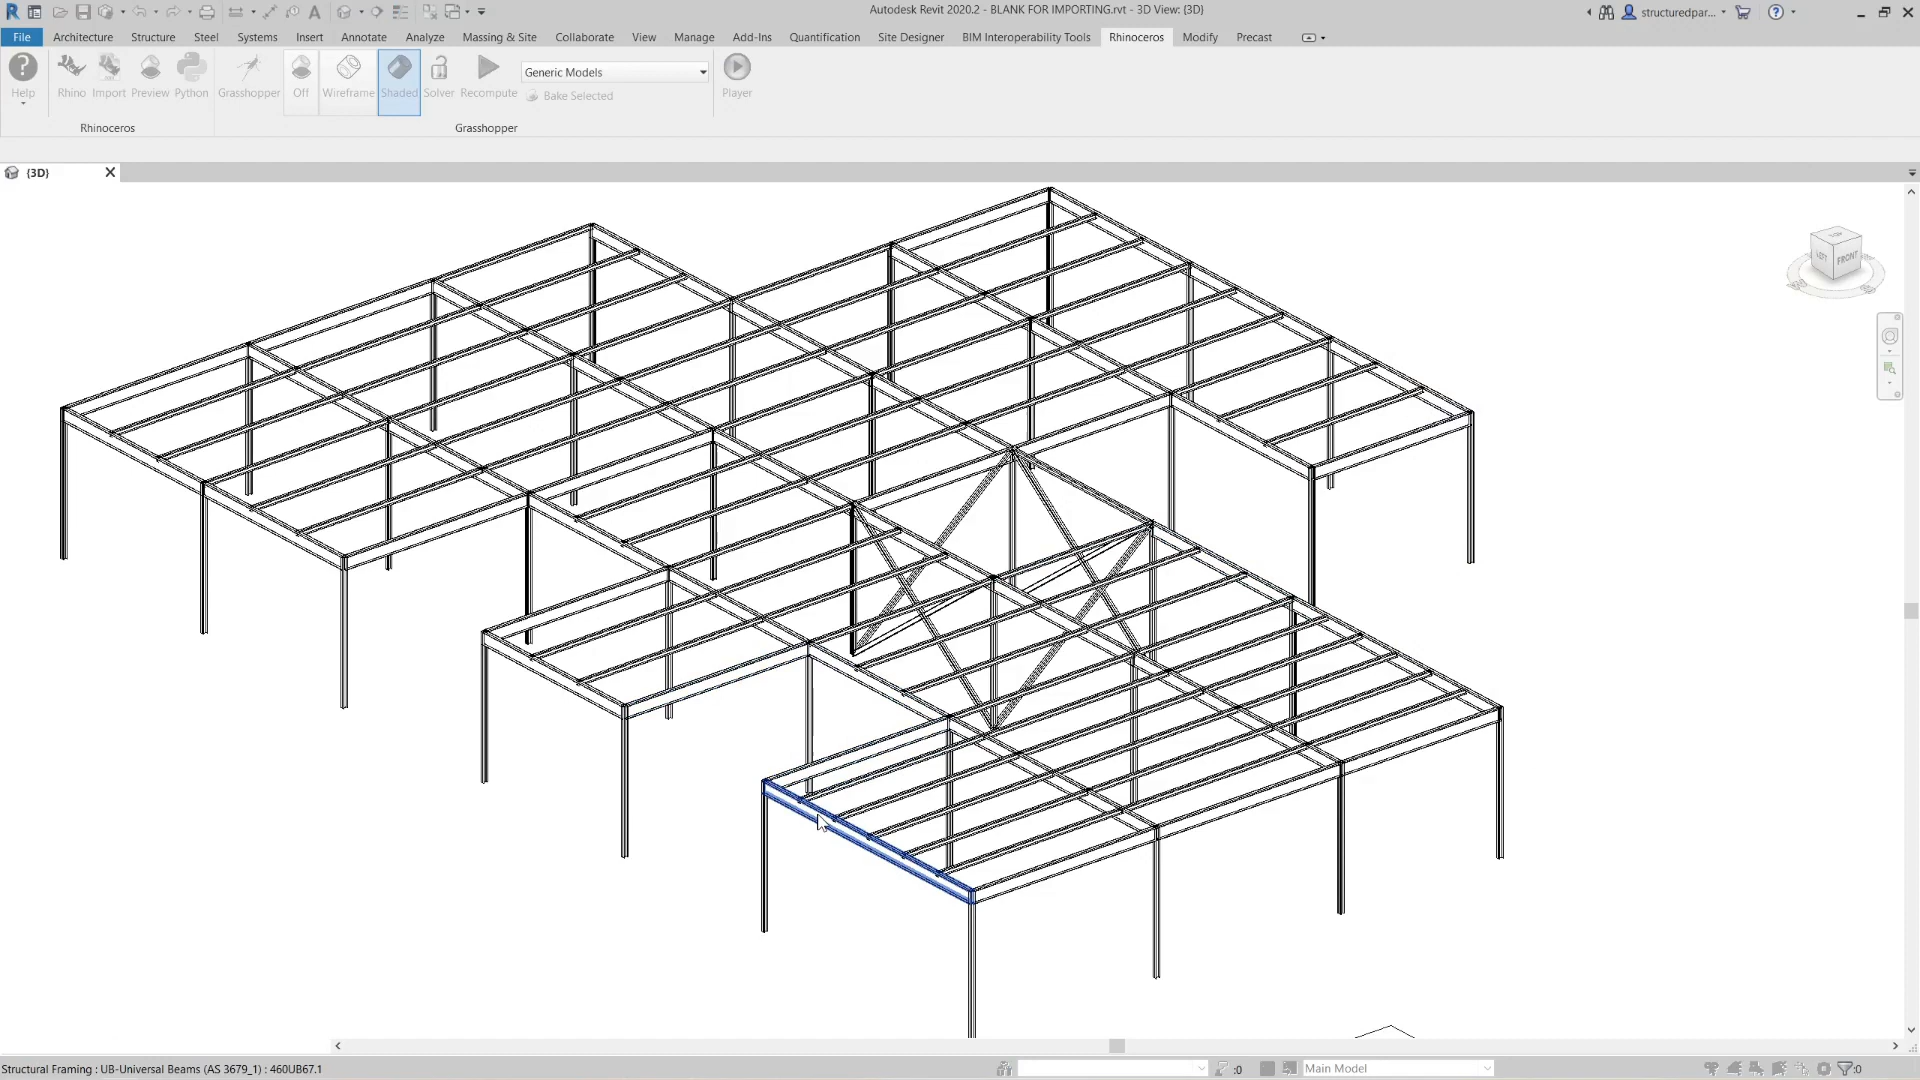 Autodesk Revit 2020.2 - BLANK FOR IMPORTING.rvt - 3D View: {3D}
structuredpar...
File Architecture Structure Steel Systems Insert Annotate Analyze Massing & Site Collaborate View Manage Add-Ins Quantification Site Designer BIM Interoperability Tools Rhinoceros Modify Precast
Generic Models
Help Rhino Import Preview Python Grasshopper Off Wireframe Shaded Solver Recompute Bake Selected Player
Rhinoceros Grasshopper
{3D}
TOP
LEFT FRONT
Structural Framing : UB-Universal Beams (AS 3679_1) : 460UB67.1
:0 Main Model :0